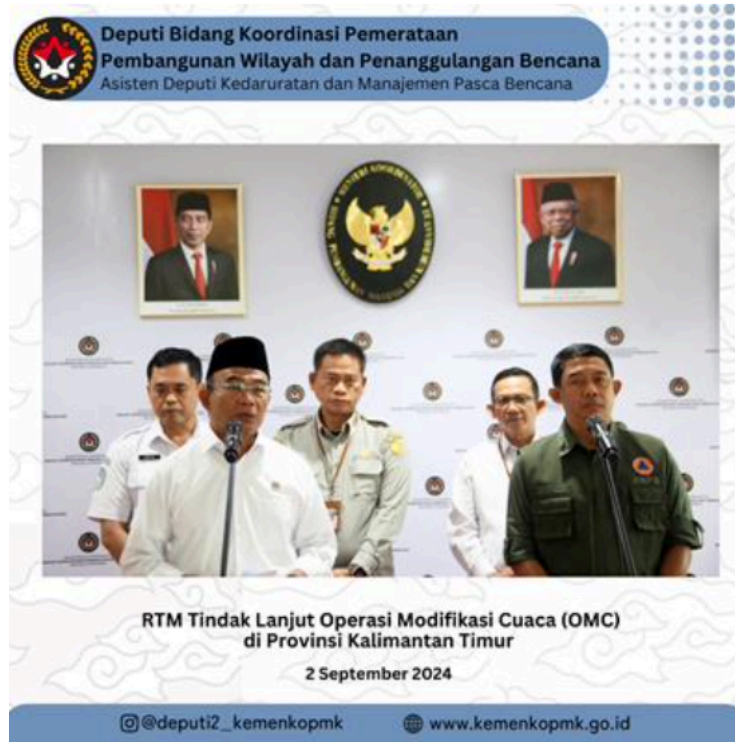 Deputi Bidang Koordinasi Pemerataan
Pembangunan Wilayah dan Penanggulangan Bencana
Asisten Deputi Kedaruratan dan Manajemen Pasca Bencana
RTM Tindak Lanjut Operasi Modifikasi Cuaca (OMC)
di Provinsi Kalimantan Timur
2 September 2024
@deputi2_kemenkopmk
www.kemenkopmk.go.id